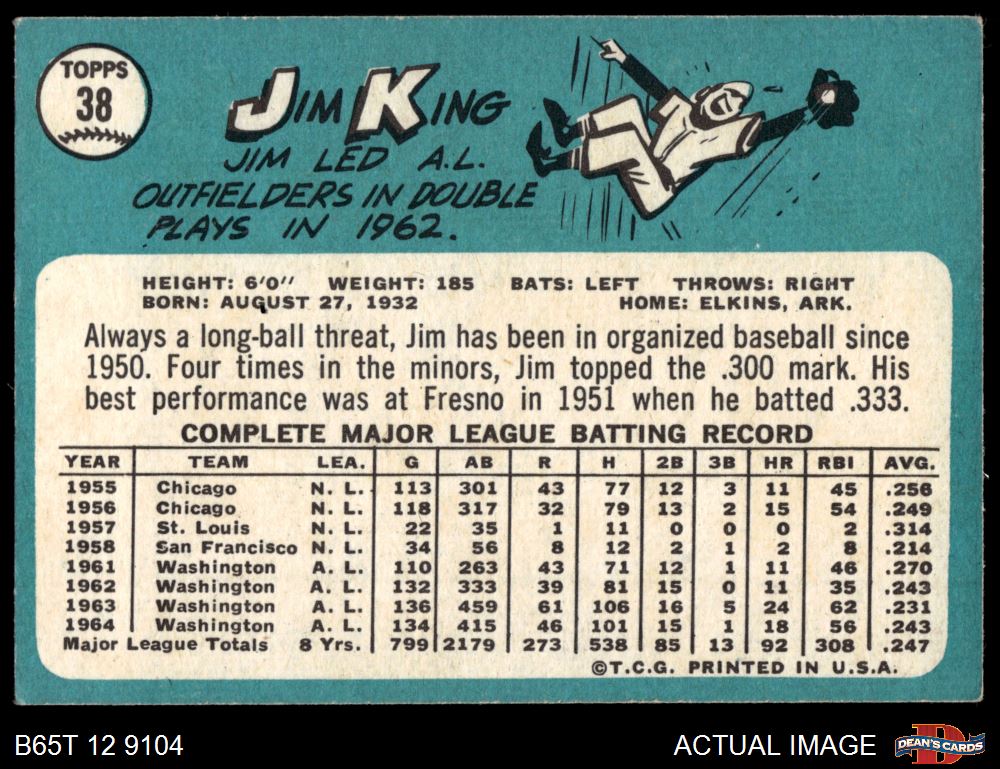 TOPPS
38
JIM KING
JIM LED A.L.
OUTFIELDERS IN DOUBLE
PLAYS IN 1962.
HEIGHT: 6'0" WEIGHT: 185 BATS: LEFT THROWS: RIGHT
BORN: AUGUST 27, 1932 HOME: ELKINS, ARK.
Always a long-ball threat, Jim has been in organized baseball since
1950. Four times in the minors, Jim topped the .300 mark. His
best performance was at Fresno in 1951 when he batted .333.
COMPLETE MAJOR LEAGUE BATTING RECORD
YEAR TEAM LEA. G AB R H 2B 3B HR RBI AVG.
1955 Chicago N. L. 113 301 43 77 12 3 11 45 .256
1956 Chicago N. L. 118 317 32 79 13 2 15 54 .249
1957 St. Louis N. L. 22 35 1 11 0 0 0 2 .314
1958 San Francisco N. L. 34 56 8 12 2 1 2 8 .214
1961 Washington A. L. 110 263 43 71 12 1 11 46 .270
1962 Washington A. L. 132 333 39 81 15 0 11 35 .243
1963 Washington A. L. 136 459 61 106 16 5 24 62 .231
1964 Washington A. L. 134 415 46 101 15 1 18 56 .243
Major League Totals 8 Yrs. 799 2179 273 538 85 13 92 308 .247
©T.C.G. PRINTED IN U.S.A.
B65T 12 9104 ACTUAL IMAGE
DEAN'S CARDS